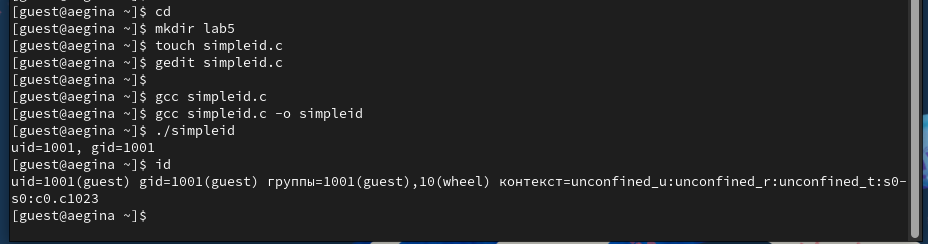 [guest@aegina ~]$ cd
[guest@aegina ~]$ mkdir lab5
[guest@aegina ~]$ touch simpleid.c
[guest@aegina ~]$ gedit simpleid.c
[guest@aegina ~]$
[guest@aegina ~]$ gcc simpleid.c
[guest@aegina ~]$ gcc simpleid.c -o simpleid
[guest@aegina ~]$ ./simpleid
uid=1001, gid=1001
[guest@aegina ~]$ id
uid=1001(guest) gid=1001(guest) группы=1001(guest),10(wheel) контекст=unconfined_u:unconfined_r:unconfined_t:s0-
s0:c0.c1023
[guest@aegina ~]$